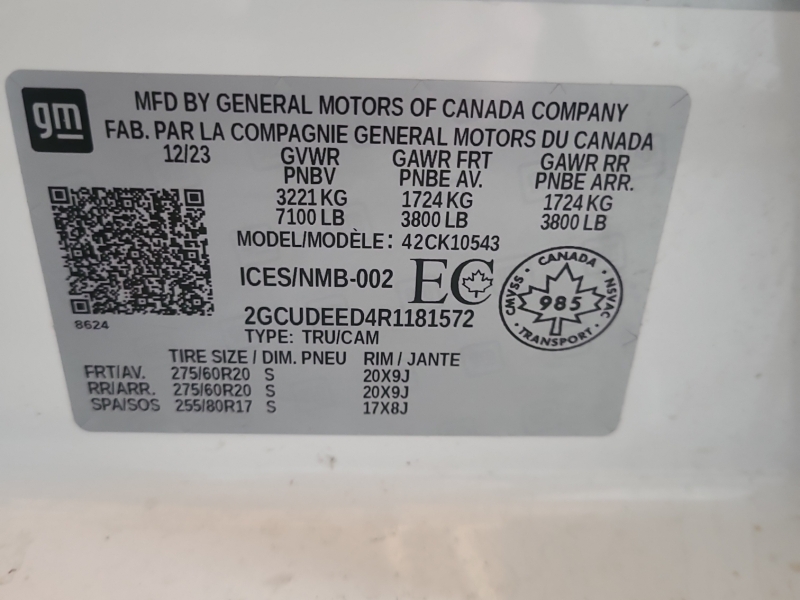 gm
MFD BY GENERAL MOTORS OF CANADA COMPANY
FAB. PAR LA COMPAGNIE GENERAL MOTORS DU CANADA
12/23 GVWR GAWR FRT GAWR RR
PNBV PNBE AV. PNBE ARR.
3221 KG 1724 KG 1724 KG
7100 LB 3800 LB 3800 LB
MODEL/MODÈLE: 42CK10543
ICES/NMB-002 EC
CANADA
CMVSS 985 NSVAC
TRANSPORT
8624
2GCUDEED4R1181572
TYPE: TRU/CAM
TIRE SIZE / DIM. PNEU RIM / JANTE
FRT/AV. 275/60R20 S 20X9J
RR/ARR. 275/60R20 S 20X9J
SPA/SOS 255/80R17 S 17X8J